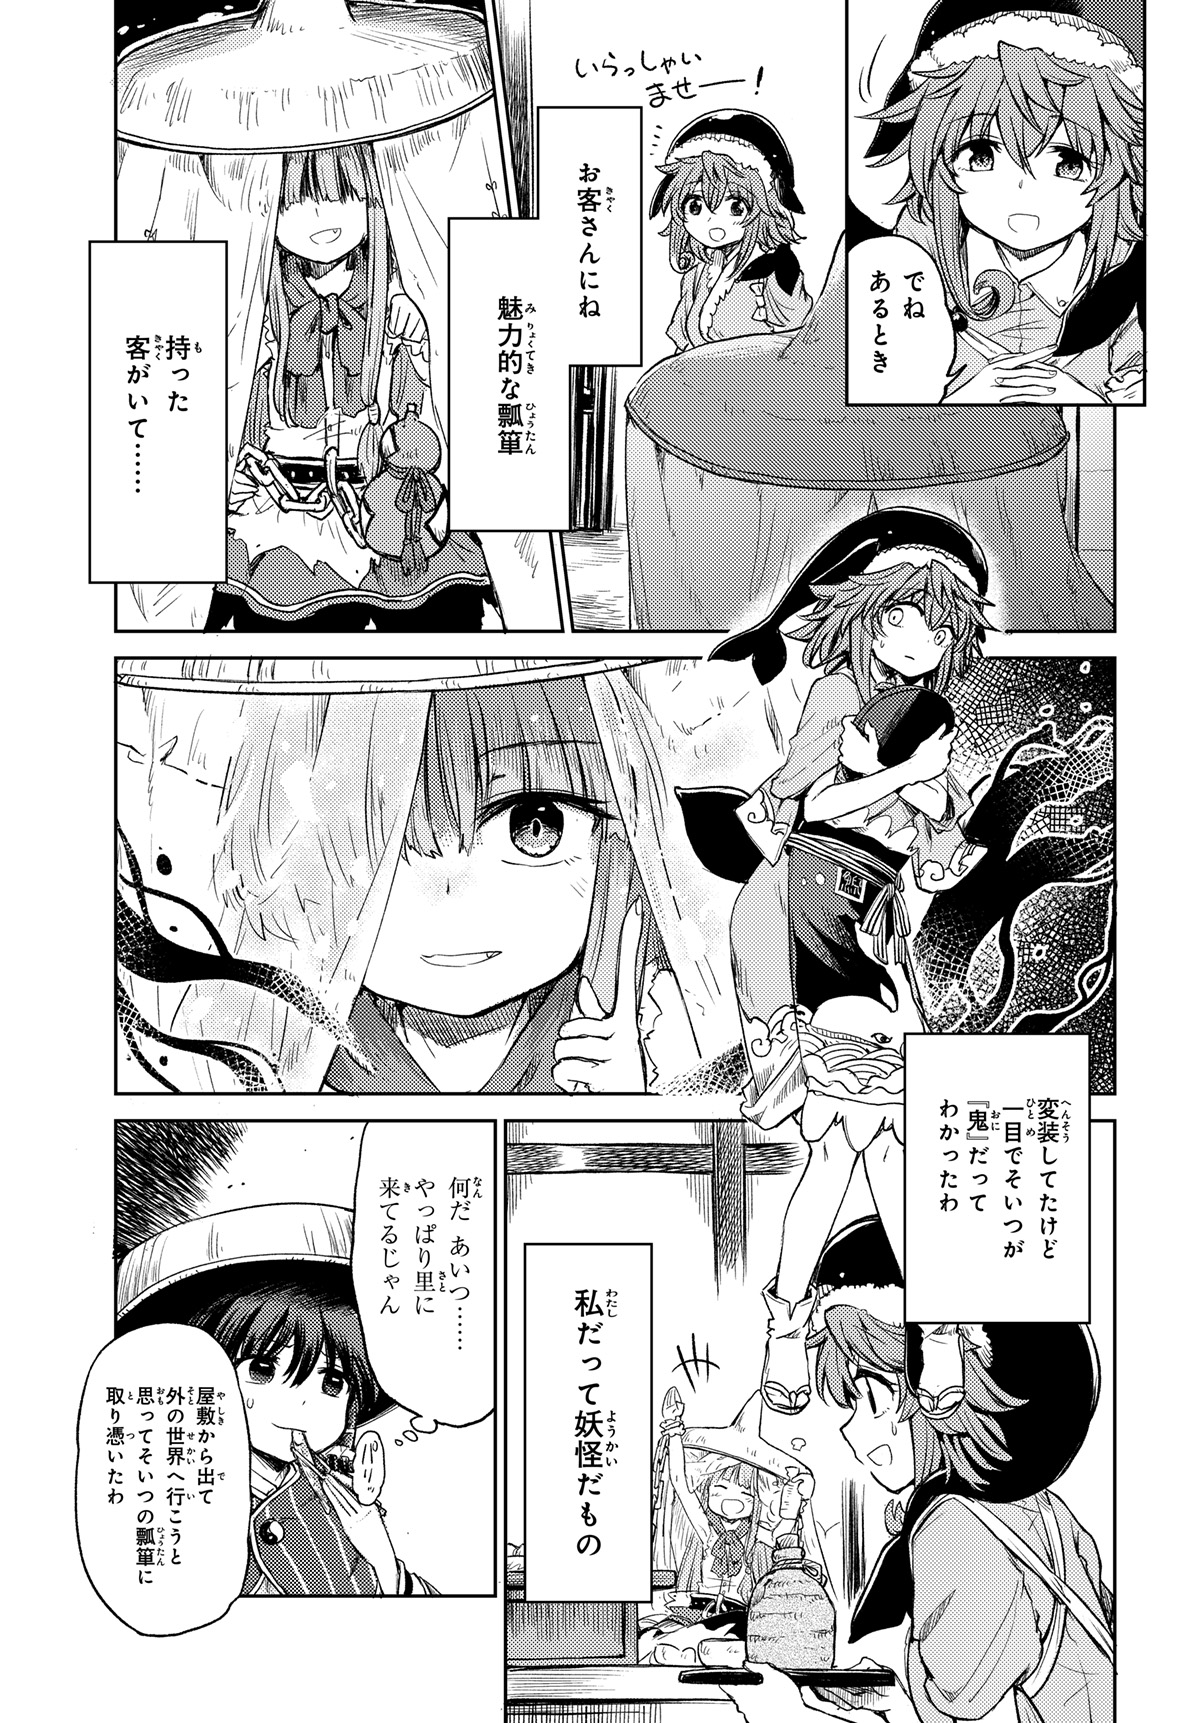 でね
あるとき
いらっしゃい
ませーー！
お客さんにね
魅力的な瓢箪
持った
客がいて……
変装してたけど
一目でそいつが
『鬼』だって
わかったわ
私だって妖怪だもの
何だ あいつ……
やっぱり里に
来てるじゃん
パリ
屋敷から出て
外の世界へ行こうと
思ってそいつの瓢箪に
取り憑いたわ